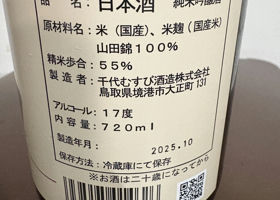 品名：日本酒 純米吟醸酒
原材料名：米（国産）、米麹（国産米）
山田錦100％
精米歩合：55％
製造者：千代むすび酒造株式会社
鳥取県境港市大正町131
アルコール：17度
内容量：720ml
製造年月：2025.10
保存方法：冷蔵庫にて保存
※お酒は二十歳になってから